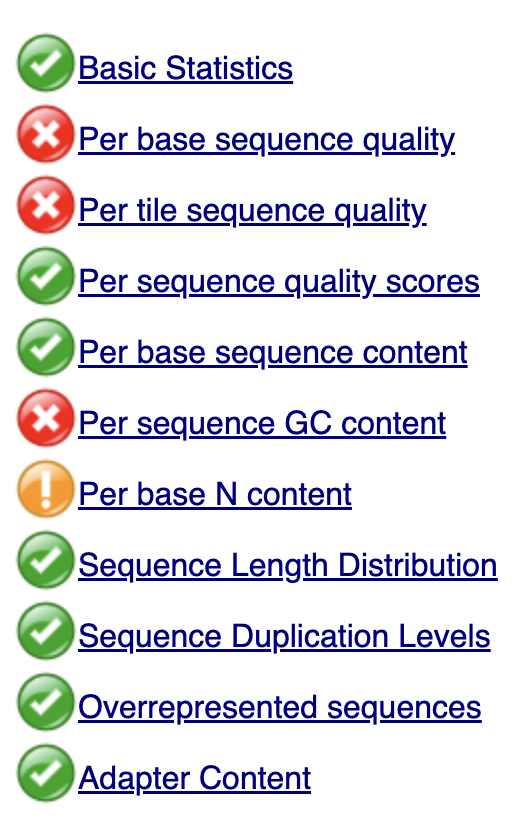 Basic Statistics
Per base sequence quality
Per tile sequence quality
Per sequence quality scores
Per base sequence content
Per sequence GC content
Per base N content
Sequence Length Distribution
Sequence Duplication Levels
Overrepresented sequences
Adapter Content